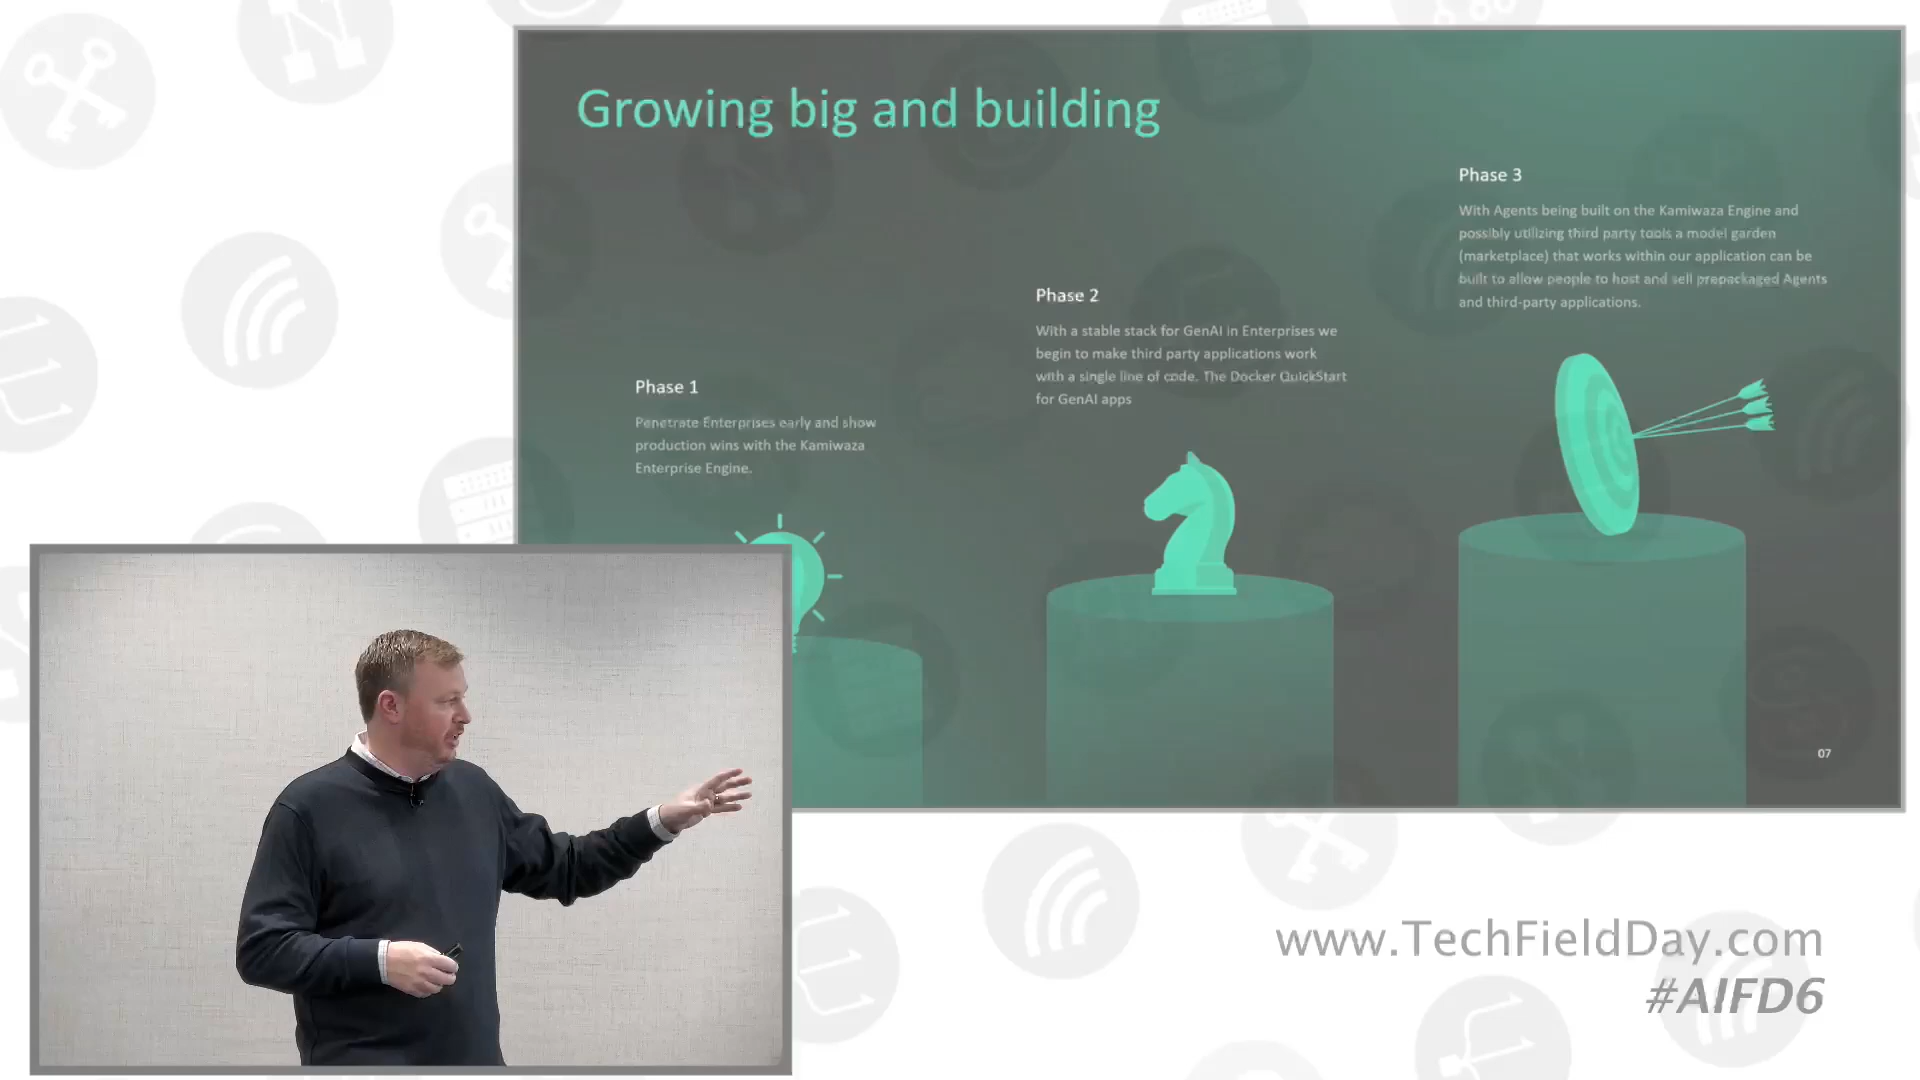 Growing big and building
Phase 1
Penetrate Enterprises early and show
production wins with the Kamiwaza
Enterprise Engine.
Phase 2
With a stable stack for GenAI in Enterprises we
begin to make third party applications work
with a single line of code. The Docker QuickStart
for GenAI apps
Phase 3
With Agents being built on the Kamiwaza Engine and
possibly utilizing third party tools a model garden
(marketplace) that works within our application can be
built to allow people to host and sell prepackaged Agents
and third-party applications.
07
www.TechFieldDay.com
#AIFD6